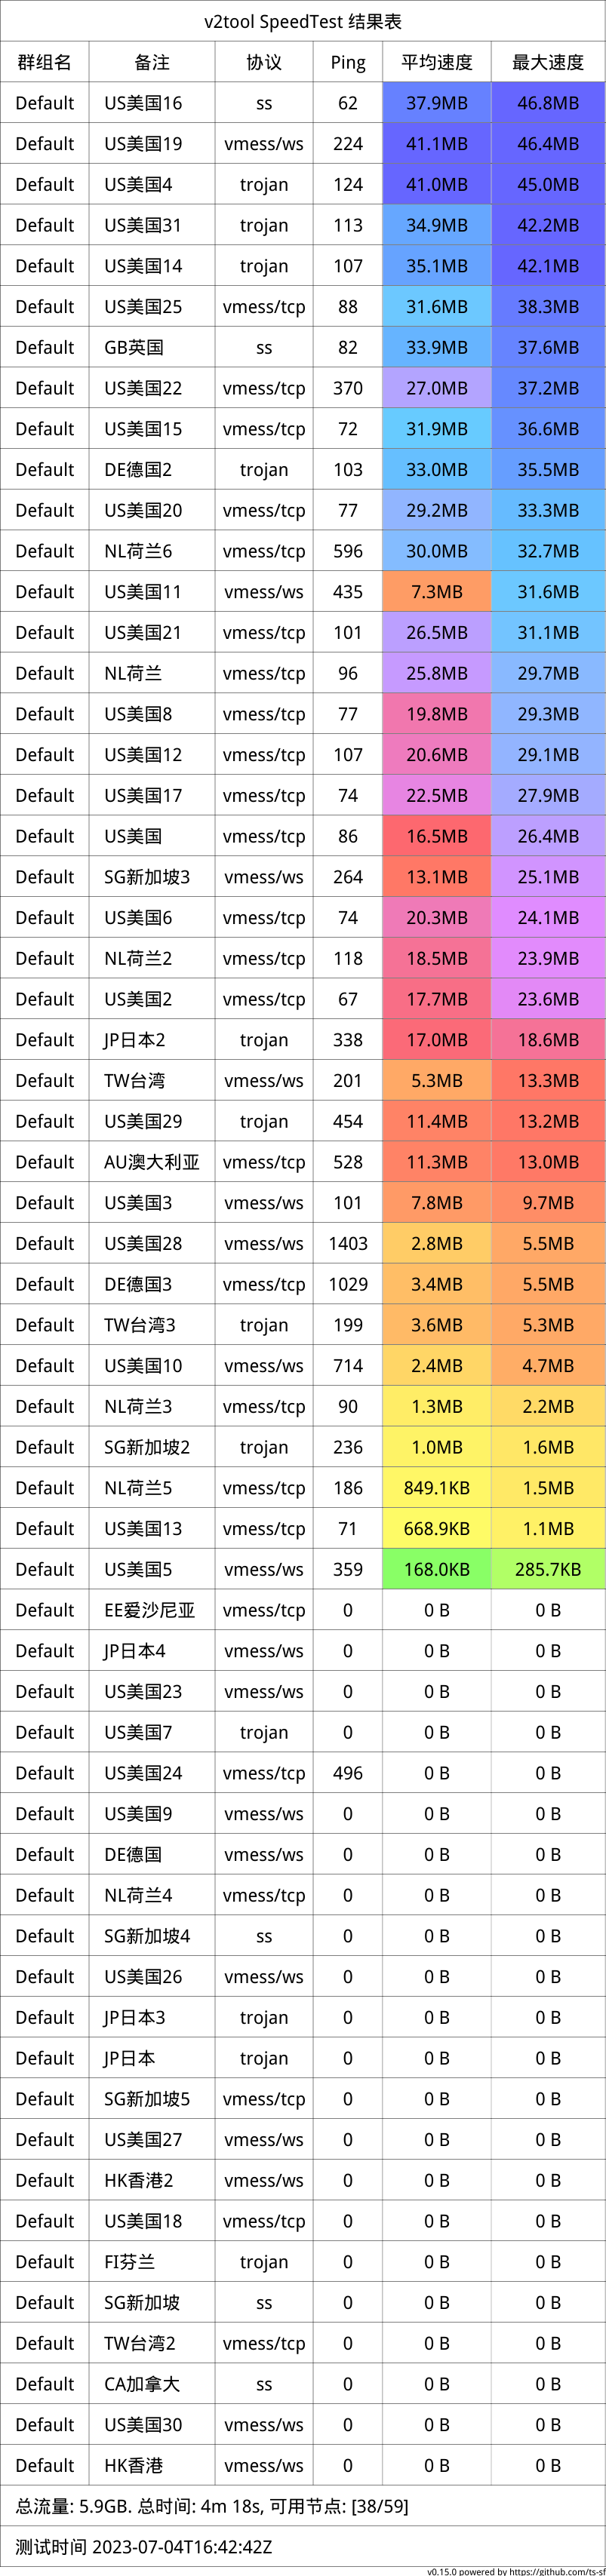 v2tool SpeedTest 结果表
群组名 备注 协议 Ping 平均速度 最大速度
Default US美国16 ss 62 37.9MB 46.8MB
Default US美国19 vmess/ws 224 41.1MB 46.4MB
Default US美国4 trojan 124 41.0MB 45.0MB
Default US美国31 trojan 113 34.9MB 42.2MB
Default US美国14 trojan 107 35.1MB 42.1MB
Default US美国25 vmess/tcp 88 31.6MB 38.3MB
Default GB英国 ss 82 33.9MB 37.6MB
Default US美国22 vmess/tcp 370 27.0MB 37.2MB
Default US美国15 vmess/tcp 72 31.9MB 36.6MB
Default DE德国2 trojan 103 33.0MB 35.5MB
Default US美国20 vmess/tcp 77 29.2MB 33.3MB
Default NL荷兰6 vmess/tcp 596 30.0MB 32.7MB
Default US美国11 vmess/ws 435 7.3MB 31.6MB
Default US美国21 vmess/tcp 101 26.5MB 31.1MB
Default NL荷兰 vmess/tcp 96 25.8MB 29.7MB
Default US美国8 vmess/tcp 77 19.8MB 29.3MB
Default US美国12 vmess/tcp 107 20.6MB 29.1MB
Default US美国17 vmess/tcp 74 22.5MB 27.9MB
Default US美国 vmess/tcp 86 16.5MB 26.4MB
Default SG新加坡3 vmess/ws 264 13.1MB 25.1MB
Default US美国6 vmess/tcp 74 20.3MB 24.1MB
Default NL荷兰2 vmess/tcp 118 18.5MB 23.9MB
Default US美国2 vmess/tcp 67 17.7MB 23.6MB
Default JP日本2 trojan 338 17.0MB 18.6MB
Default TW台湾 vmess/ws 201 5.3MB 13.3MB
Default US美国29 trojan 454 11.4MB 13.2MB
Default AU澳大利亚 vmess/tcp 528 11.3MB 13.0MB
Default US美国3 vmess/ws 101 7.8MB 9.7MB
Default US美国28 vmess/ws 1403 2.8MB 5.5MB
Default DE德国3 vmess/tcp 1029 3.4MB 5.5MB
Default TW台湾3 trojan 199 3.6MB 5.3MB
Default US美国10 vmess/ws 714 2.4MB 4.7MB
Default NL荷兰3 vmess/tcp 90 1.3MB 2.2MB
Default SG新加坡2 trojan 236 1.0MB 1.6MB
Default NL荷兰5 vmess/tcp 186 849.1KB 1.5MB
Default US美国13 vmess/tcp 71 668.9KB 1.1MB
Default US美国5 vmess/ws 359 168.0KB 285.7KB
Default EE爱沙尼亚 vmess/tcp 0 0 B 0 B
Default JP日本4 vmess/ws 0 0 B 0 B
Default US美国23 vmess/ws 0 0 B 0 B
Default US美国7 trojan 0 0 B 0 B
Default US美国24 vmess/tcp 496 0 B 0 B
Default US美国9 vmess/ws 0 0 B 0 B
Default DE德国 vmess/ws 0 0 B 0 B
Default NL荷兰4 vmess/tcp 0 0 B 0 B
Default SG新加坡4 ss 0 0 B 0 B
Default US美国26 vmess/ws 0 0 B 0 B
Default JP日本3 trojan 0 0 B 0 B
Default JP日本 trojan 0 0 B 0 B
Default SG新加坡5 vmess/tcp 0 0 B 0 B
Default US美国27 vmess/ws 0 0 B 0 B
Default HK香港2 vmess/ws 0 0 B 0 B
Default US美国18 vmess/tcp 0 0 B 0 B
Default FI芬兰 trojan 0 0 B 0 B
Default SG新加坡 ss 0 0 B 0 B
Default TW台湾2 vmess/tcp 0 0 B 0 B
Default CA加拿大 ss 0 0 B 0 B
Default US美国30 vmess/ws 0 0 B 0 B
Default HK香港 vmess/ws 0 0 B 0 B
总流量: 5.9GB. 总时间: 4m 18s, 可用节点: [38/59]
测试时间 2023-07-04T16:42:42Z
v0.15.0 powered by https://github.com/ts-sf